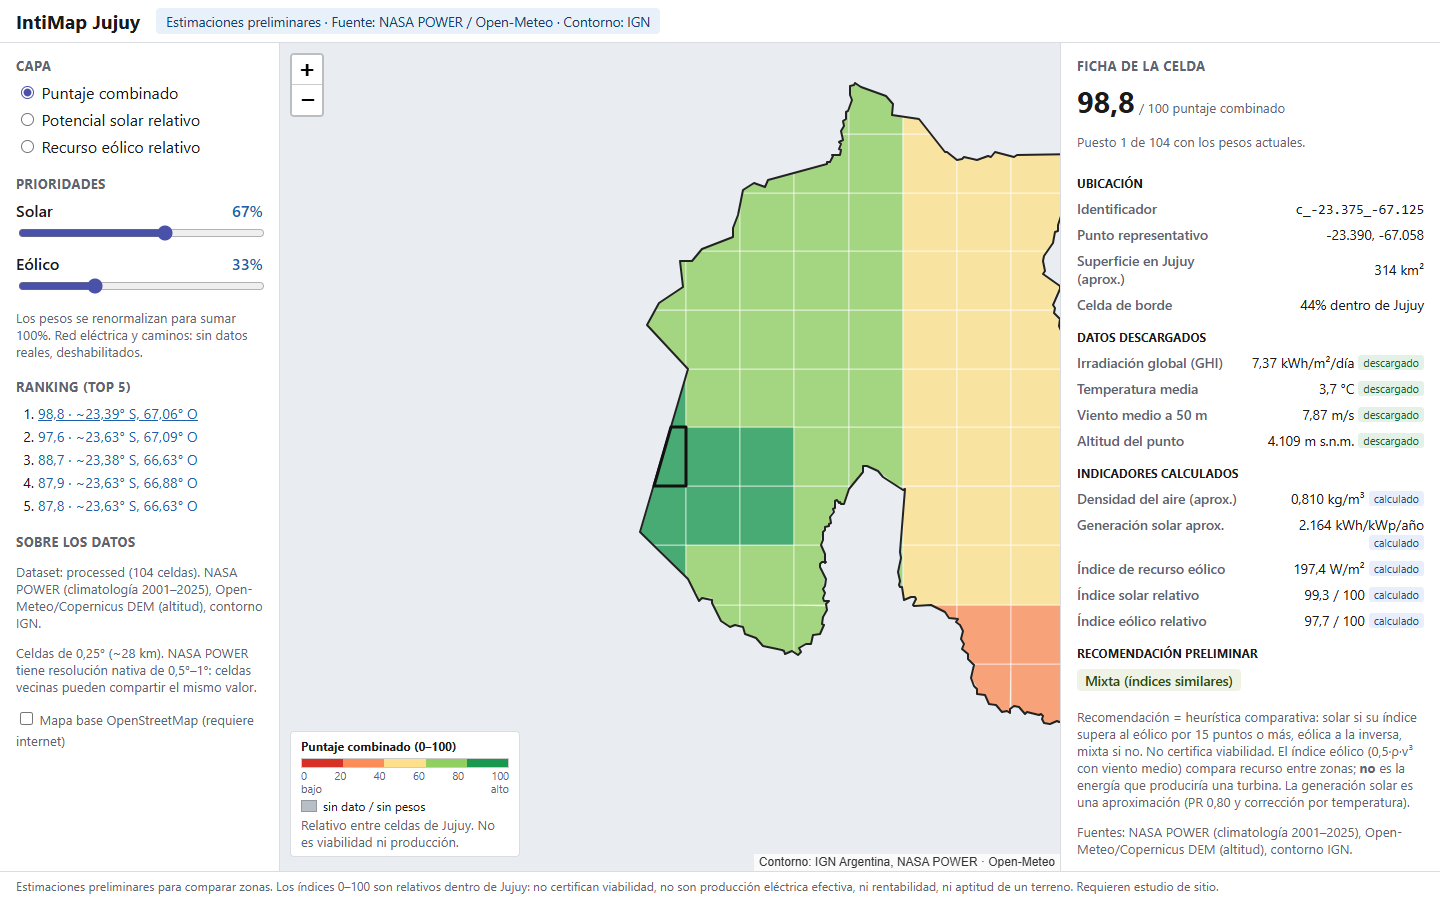 IntiMap Jujuy
Estimaciones preliminares · Fuente: NASA POWER / Open-Meteo · Contorno: IGN
CAPA
Puntaje combinado
Potencial solar relativo
Recurso eólico relativo
PRIORIDADES
Solar 67%
Eólico 33%
Los pesos se renormalizan para sumar
100%. Red eléctrica y caminos: sin datos
reales, deshabilitados.
RANKING (TOP 5)
1. 98,8 · ~23,39° S, 67,06° O
2. 97,6 · ~23,63° S, 67,09° O
3. 88,7 · ~23,38° S, 66,63° O
4. 87,9 · ~23,63° S, 66,88° O
5. 87,8 · ~23,63° S, 66,63° O
SOBRE LOS DATOS
Dataset: processed (104 celdas). NASA
POWER (climatología 2001–2025), Open-
Meteo/Copernicus DEM (altitud), contorno
IGN.
Celdas de 0,25° (~28 km). NASA POWER
tiene resolución nativa de 0,5°–1°: celdas
vecinas pueden compartir el mismo valor.
Mapa base OpenStreetMap (requiere
internet)
+
−
Puntaje combinado (0–100)
0 20 40 60 80 100
bajo alto
sin dato / sin pesos
Relativo entre celdas de Jujuy. No
es viabilidad ni producción.
Contorno: IGN Argentina, NASA POWER · Open-Meteo
FICHA DE LA CELDA
98,8 / 100 puntaje combinado
Puesto 1 de 104 con los pesos actuales.
UBICACIÓN
Identificador c_-23.375_-67.125
Punto representativo -23.390, -67.058
Superficie en Jujuy
(aprox.) 314 km²
Celda de borde 44% dentro de Jujuy
DATOS DESCARGADOS
Irradiación global (GHI) 7,37 kWh/m²/día descargado
Temperatura media 3,7 °C descargado
Viento medio a 50 m 7,87 m/s descargado
Altitud del punto 4.109 m s.n.m. descargado
INDICADORES CALCULADOS
Densidad del aire (aprox.) 0,810 kg/m³ calculado
Generación solar aprox. 2.164 kWh/kWp/año
calculado
Índice de recurso eólico 197,4 W/m² calculado
Índice solar relativo 99,3 / 100 calculado
Índice eólico relativo 97,7 / 100 calculado
RECOMENDACIÓN PRELIMINAR
Mixta (índices similares)
Recomendación = heurística comparativa: solar si su índice
supera al eólico por 15 puntos o más, eólica a la inversa,
mixta si no. No certifica viabilidad. El índice eólico (0,5·ρ·v³
con viento medio) compara recurso entre zonas; no es la
energía que produciría una turbina. La generación solar es
una aproximación (PR 0,80 y corrección por temperatura).
Fuentes: NASA POWER (climatología 2001–2025), Open-
Meteo/Copernicus DEM (altitud), contorno IGN.
Estimaciones preliminares para comparar zonas. Los índices 0–100 son relativos dentro de Jujuy: no certifican viabilidad, no son producción eléctrica efectiva, ni rentabilidad, ni aptitud de un terreno. Requieren estudio de sitio.